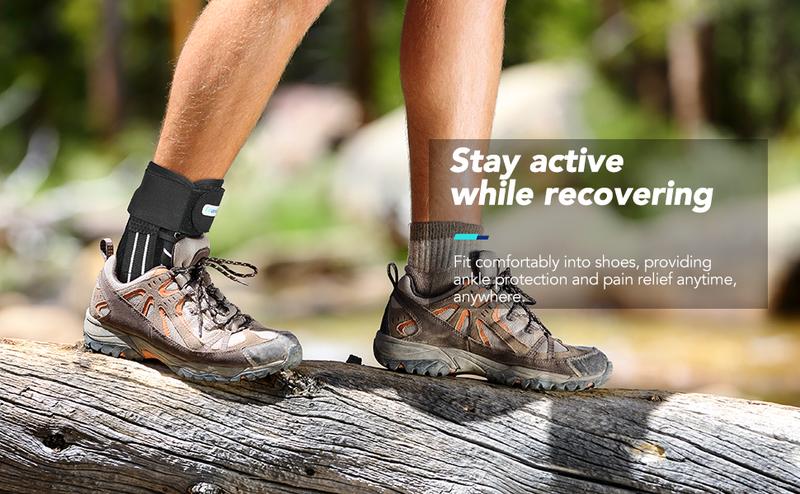 Stay active
while recovering
Fit comfortably into shoes, providing
ankle protection and pain relief anytime,
anywhere.